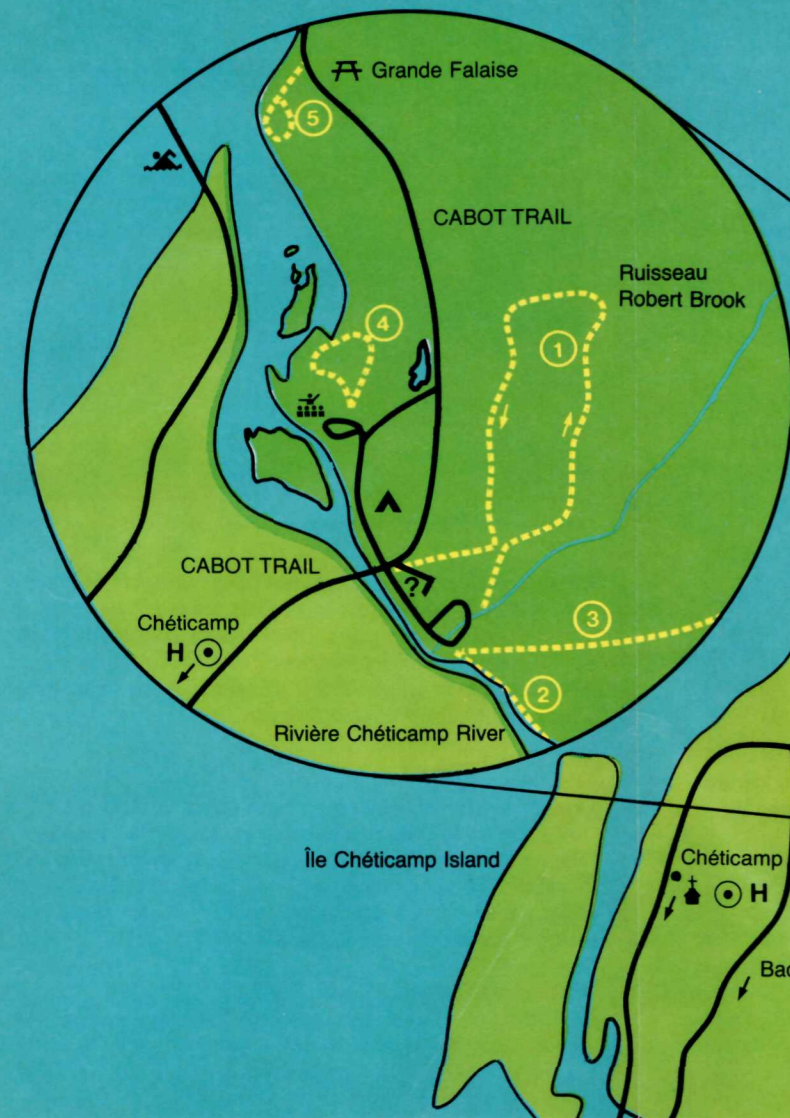 Grande Falaise
5
CABOT TRAIL
Ruisseau
Robert Brook
4
1
?
CABOT TRAIL
3
Chéticamp
H
2
Rivière Chéticamp River
Île Chéticamp Island
Chéticamp
H
Bac